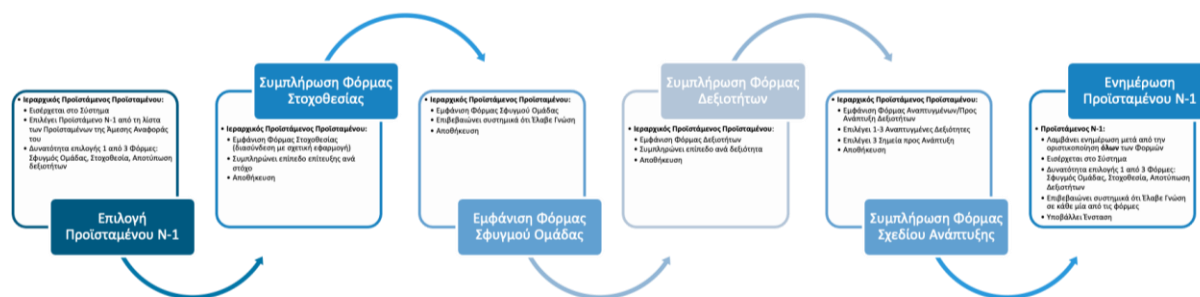 • Ιεραρχικός Προϊστάμενος Προϊσταμένου:
• Εισέρχεται στο Σύστημα
• Επιλέγει Προϊστάμενο Ν-1 από τη λίστα
των Προϊσταμένων της Άμεσης Αναφοράς
του
• Δυνατότητα επιλογής 1 από 3 Φόρμες:
Σφυγμός Ομάδας, Στοχοθεσία, Αποτύπωση
δεξιοτήτων
Επιλογή
Προϊσταμένου Ν-1
Συμπλήρωση Φόρμας
Στοχοθεσίας
• Ιεραρχικός Προϊστάμενος Προϊσταμένου:
• Εμφάνιση Φόρμας Στοχοθεσίας
(διασύνδεση με σχετική εφαρμογή)
• Συμπληρώνει επίπεδο επίτευξης ανά
στόχο
• Αποθήκευση
• Ιεραρχικός Προϊστάμενος Προϊσταμένου:
• Εμφάνιση Φόρμας Σφυγμού Ομάδας
• Επιβεβαιώνει συστημικά ότι Έλαβε Γνώση
• Αποθήκευση
Εμφάνιση Φόρμας
Σφυγμού Ομάδας
Συμπλήρωση Φόρμας
Δεξιοτήτων
• Ιεραρχικός Προϊστάμενος Προϊσταμένου:
• Εμφάνιση Φόρμας Δεξιοτήτων
• Συμπληρώνει επίπεδο ανά δεξιότητα
• Αποθήκευση
• Ιεραρχικός Προϊστάμενος Προϊσταμένου:
• Εμφάνιση Φόρμας Αναπτυγμένων/Προς
Ανάπτυξη Δεξιοτήτων
• Επιλέγει 1-3 Αναπτυγμένες Δεξιότητες
• Επιλέγει 3 Σημεία προς Ανάπτυξη
• Αποθήκευση
Συμπλήρωση Φόρμας
Σχεδίου Ανάπτυξης
Ενημέρωση
Προϊσταμένου Ν-1
• Προϊστάμενος Ν-1:
• Λαμβάνει ενημέρωση μετά από την
οριστικοποίηση όλων των Φορμών
• Εισέρχεται στο Σύστημα
• Δυνατότητα επιλογής 1 από 3 Φόρμες:
Σφυγμός Ομάδας, Στοχοθεσία, Αποτύπωση
Δεξιοτήτων
• Επιβεβαιώνει συστημικά ότι Έλαβε Γνώση
σε κάθε μία από τις φόρμες
• Υποβάλλει Ένσταση